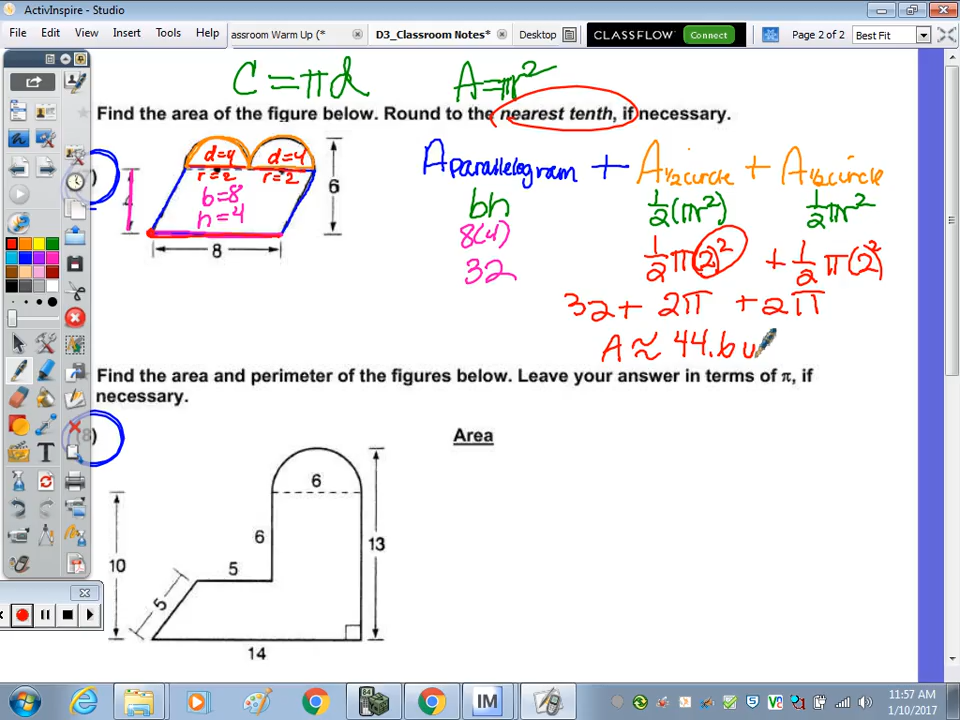 ActivInspire - Studio
File Edit View Insert Tools Help assroom Warm Up (* D3_Classroom Notes* Desktop CLASSFLOW Connect Page 2 of 2 Best Fit
C = πd A=πr²
Find the area of the figure below. Round to the nearest tenth, if necessary.
d=4 d=4
r=2 r=2
b=8
h=4
4
6
8
A parallelogram + A ½ circle + A ½ circle
bh ½(πr²) ½πr²
8(4) ½π(2)² + ½π(2)²
32
32 + 2π + 2π
A ≈ 44.6 u
Find the area and perimeter of the figures below. Leave your answer in terms of π, if
necessary.
8)
Area
6
6
13
10
5
5
14
84
IM
11:57 AM
1/10/2017